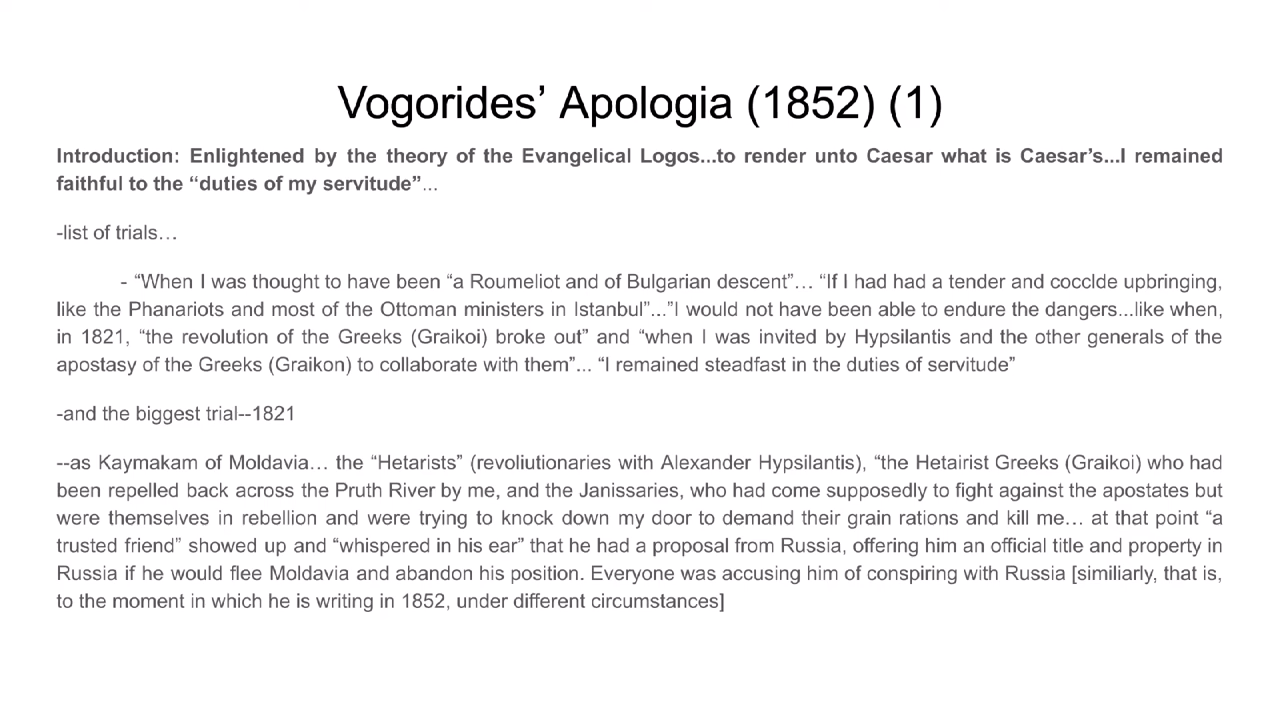 Vogorides’ Apologia (1852) (1)
Introduction: Enlightened by the theory of the Evangelical Logos...to render unto Caesar what is Caesar’s...I remained
faithful to the “duties of my servitude”...
-list of trials…
- “When I was thought to have been “a Roumeliot and of Bulgarian descent”… “If I had had a tender and cocclde upbringing,
like the Phanariots and most of the Ottoman ministers in Istanbul”...”I would not have been able to endure the dangers...like when,
in 1821, “the revolution of the Greeks (Graikoi) broke out” and “when I was invited by Hypsilantis and the other generals of the
apostasy of the Greeks (Graikon) to collaborate with them”... “I remained steadfast in the duties of servitude”
-and the biggest trial--1821
--as Kaymakam of Moldavia… the “Hetarists” (revoliutionaries with Alexander Hypsilantis), “the Hetairist Greeks (Graikoi) who had
been repelled back across the Pruth River by me, and the Janissaries, who had come supposedly to fight against the apostates but
were themselves in rebellion and were trying to knock down my door to demand their grain rations and kill me… at that point “a
trusted friend” showed up and “whispered in his ear” that he had a proposal from Russia, offering him an official title and property in
Russia if he would flee Moldavia and abandon his position. Everyone was accusing him of conspiring with Russia [similiarly, that is,
to the moment in which he is writing in 1852, under different circumstances]